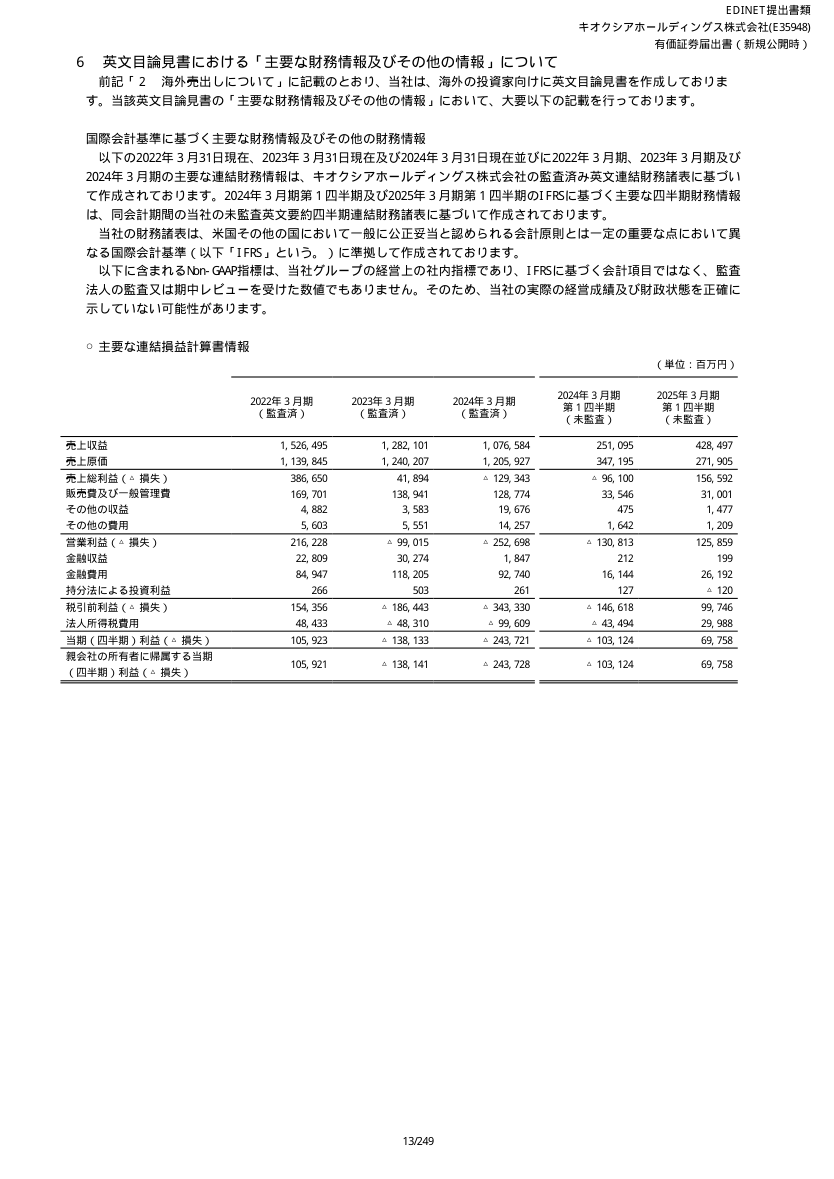 EDINET提出書類
キオクシアホールディングス株式会社(E35948)
有価証券届出書(新規公開時)
6 英文目論見書における「主要な財務情報及びその他の情報」について
前記「2 海外売出しについて」に記載のとおり、当社は、海外の投資家向けに英文目論見書を作成しておりま
す。当該英文目論見書の「主要な財務情報及びその他の情報」において、大要以下の記載を行っております。
国際会計基準に基づく主要な財務情報及びその他の財務情報
以下の2022年3月31日現在、2023年3月31日現在及び2024年3月31日現在並びに2022年3月期、2023年3月期及び
2024年3月期の主要な連結財務情報は、キオクシアホールディングス株式会社の監査済み英文連結財務諸表に基づい
て作成されております。2024年3月期第1四半期及び2025年3月期第1四半期のIFRSに基づく主要な四半期財務情報
は、同会計期間の当社の未監査英文要約四半期連結財務諸表に基づいて作成されております。
当社の財務諸表は、米国その他の国において一般に公正妥当と認められる会計原則とは一定の重要な点において異
なる国際会計基準(以下「IFRS」という。)に準拠して作成されております。
以下に含まれるNon-GAAP指標は、当社グループの経営上の社内指標であり、IFRSに基づく会計項目ではなく、監査
法人の監査又は期中レビューを受けた数値でもありません。そのため、当社の実際の経営成績及び財政状態を正確に
示していない可能性があります。
○ 主要な連結損益計算書情報
(単位:百万円)
2022年3月期(監査済) 2023年3月期(監査済) 2024年3月期(監査済) 2024年3月期第1四半期(未監査) 2025年3月期第1四半期(未監査)
売上収益 1,526,495 1,282,101 1,076,584 251,095 428,497
売上原価 1,139,845 1,240,207 1,205,927 347,195 271,905
売上総利益(△損失) 386,650 41,894 △129,343 △96,100 156,592
販売費及び一般管理費 169,701 138,941 128,774 33,546 31,001
その他の収益 4,882 3,583 19,676 475 1,477
その他の費用 5,603 5,551 14,257 1,642 1,209
営業利益(△損失) 216,228 △99,015 △252,698 △130,813 125,859
金融収益 22,809 30,274 1,847 212 199
金融費用 84,947 118,205 92,740 16,144 26,192
持分法による投資利益 266 503 261 127 △120
税引前利益(△損失) 154,356 △186,443 △343,330 △146,618 99,746
法人所得税費用 48,433 △48,310 △99,609 △43,494 29,988
当期(四半期)利益(△損失) 105,923 △138,133 △243,721 △103,124 69,758
親会社の所有者に帰属する当期
(四半期)利益(△損失) 105,921 △138,141 △243,728 △103,124 69,758
13/249